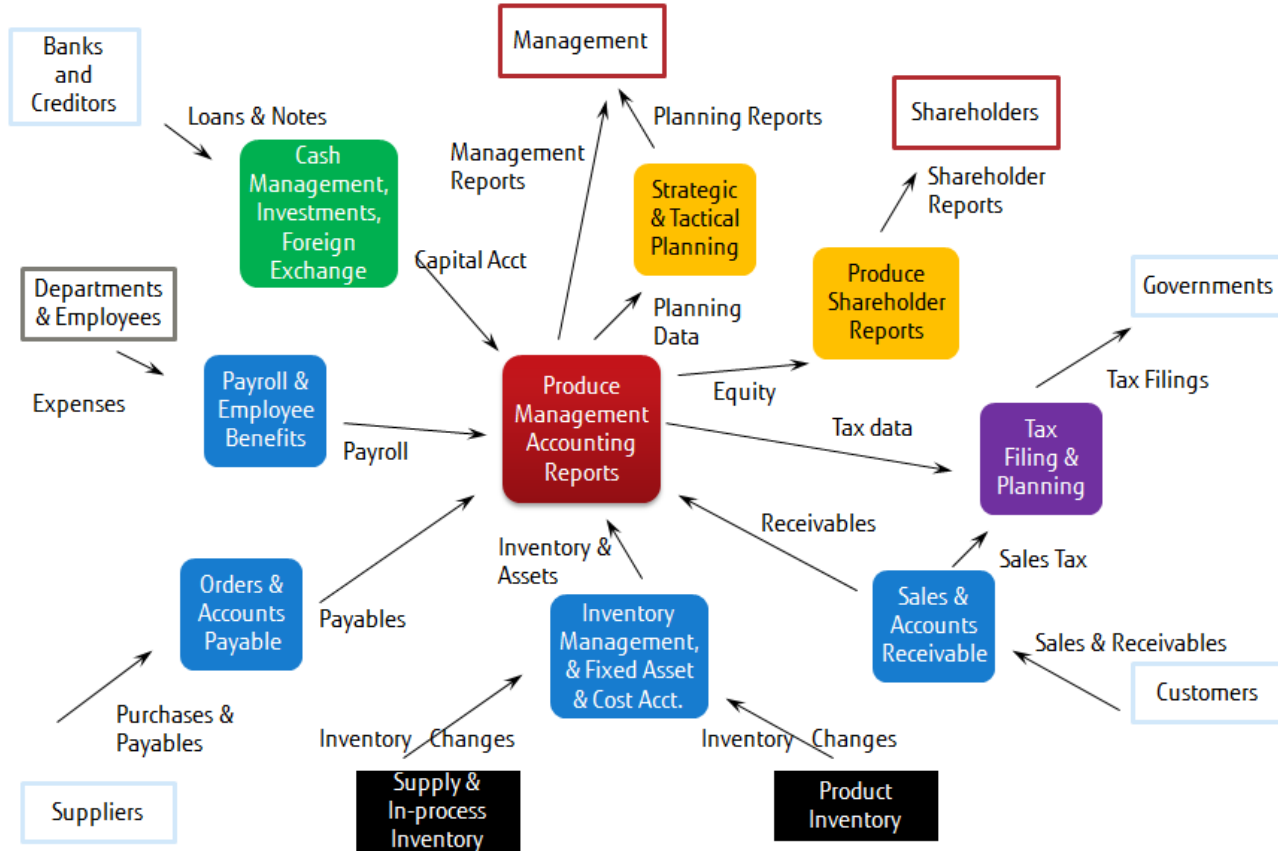 Banks
and
Creditors
Management
Shareholders
Loans & Notes
Planning Reports
Cash
Management,
Investments,
Foreign
Exchange
Management
Reports
Strategic
& Tactical
Planning
Shareholder
Reports
Capital Acct
Departments
& Employees
Planning
Data
Produce
Shareholder
Reports
Governments
Expenses
Payroll &
Employee
Benefits
Payroll
Produce
Management
Accounting
Reports
Equity
Tax data
Tax Filings
Tax
Filing &
Planning
Orders &
Accounts
Payable
Payables
Inventory &
Assets
Receivables
Sales Tax
Inventory
Management,
& Fixed Asset
& Cost Acct.
Sales &
Accounts
Receivable
Sales & Receivables
Customers
Purchases &
Payables
Inventory Changes
Inventory Changes
Suppliers
Supply &
In-process
Inventory
Product
Inventory